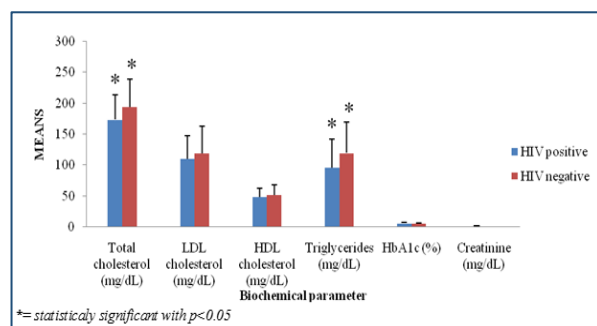 300
250
200
150
100
50
0
MEANS
* *
* *
HIV positive
HIV negative
Total cholesterol (mg/dL)
LDL cholesterol (mg/dL)
HDL cholesterol (mg/dL)
Triglycerides (mg/dL)
HbA1c (%)
Creatinine (mg/dL)
Biochemical parameter
*= statisticaly significant with p<0.05